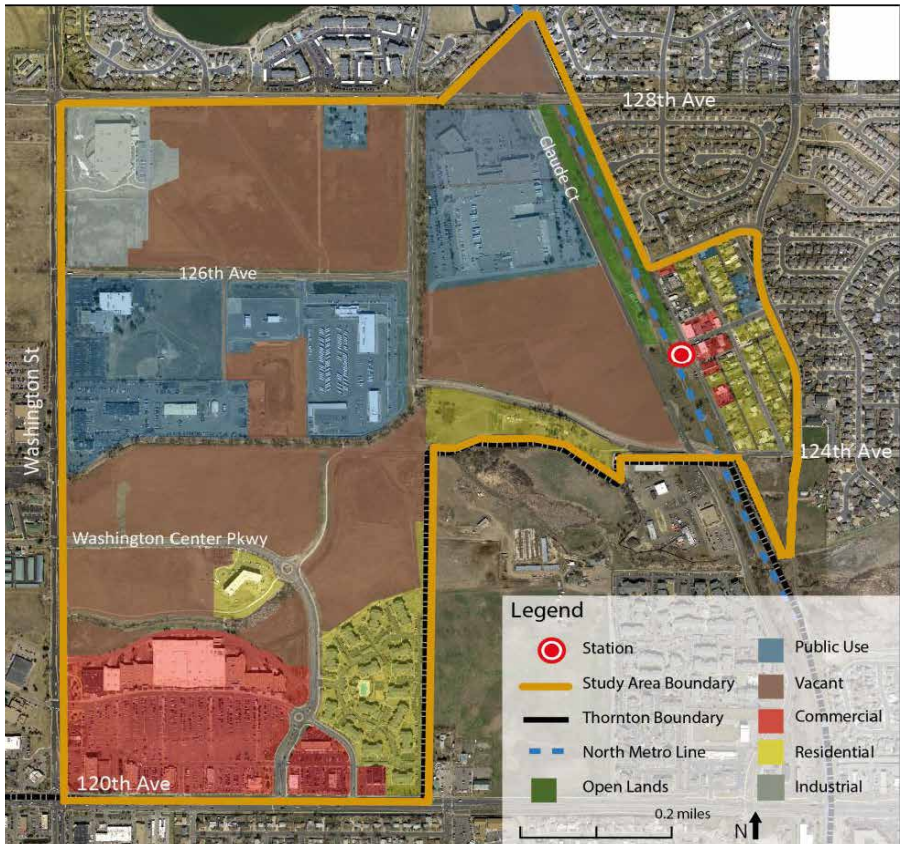 128th Ave
Claude Ct
126th Ave
Washington St
124th Ave
Washington Center Pkwy
120th Ave
Legend
Station
Study Area Boundary
Thornton Boundary
North Metro Line
Open Lands
Public Use
Vacant
Commercial
Residential
Industrial
0.2 miles
N